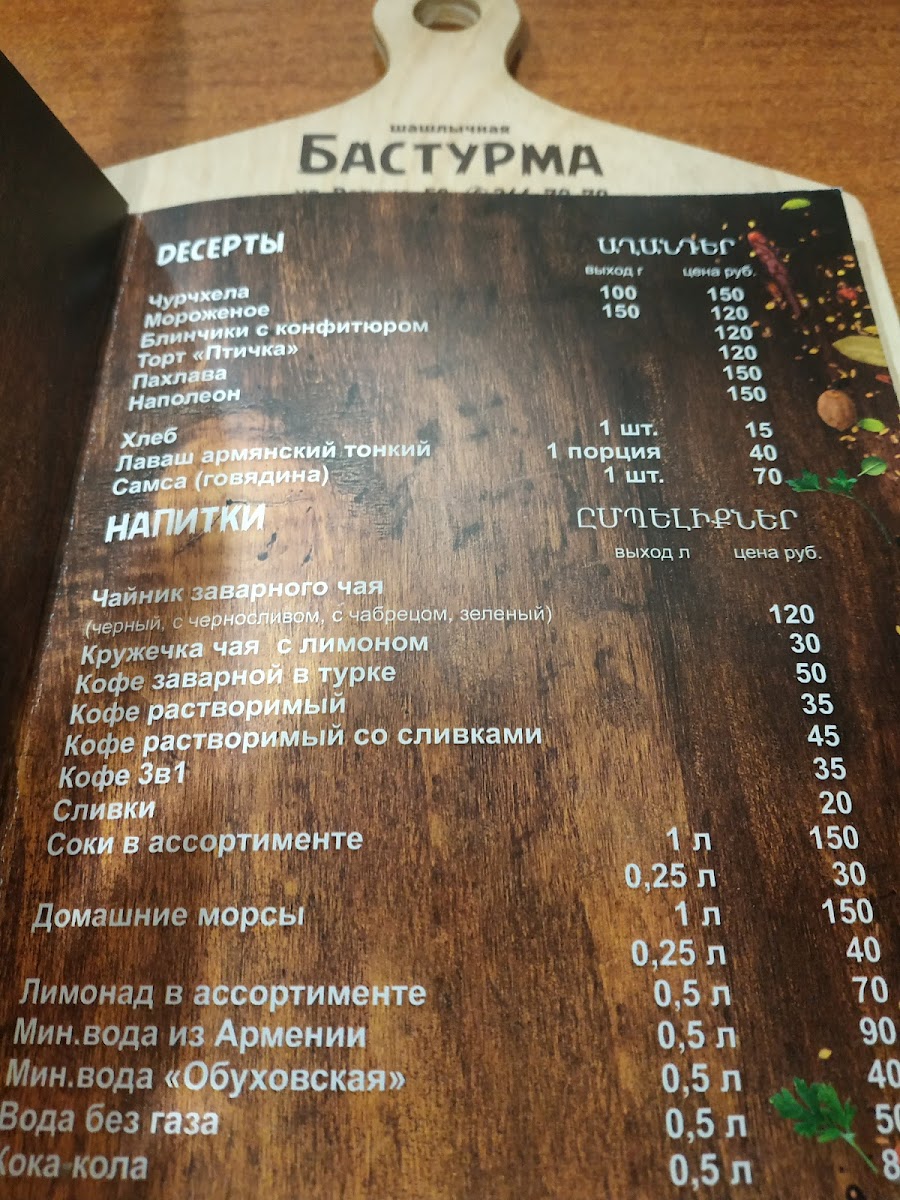 шашлычная
БАСТУРМА
DЕСЕРТЫ ԱՂԱՆԴԵՐ
выход г цена руб.
Чурчхела 100 150
Мороженое 150 120
Блинчики с конфитюром 120
Торт «Птичка» 120
Пахлава 150
Наполеон 150
Хлеб 1 шт. 15
Лаваш армянский тонкий 1 порция 40
Самса (говядина) 1 шт. 70
НАПИТКИ ԸՄՊԵԼԻՔՆԵՐ
выход л цена руб.
Чайник заварного чая
(черный, с черносливом, с чабрецом, зеленый) 120
Кружечка чая с лимоном 30
Кофе заварной в турке 50
Кофе растворимый 35
Кофе растворимый со сливками 45
Кофе 3в1 35
Сливки 20
Соки в ассортименте 1 л 150
0,25 л 30
Домашние морсы 1 л 150
0,25 л 40
Лимонад в ассортименте 0,5 л 70
Мин.вода из Армении 0,5 л 90
Мин.вода «Обуховская» 0,5 л 40
Вода без газа 0,5 л
Кока кола 0,5 л